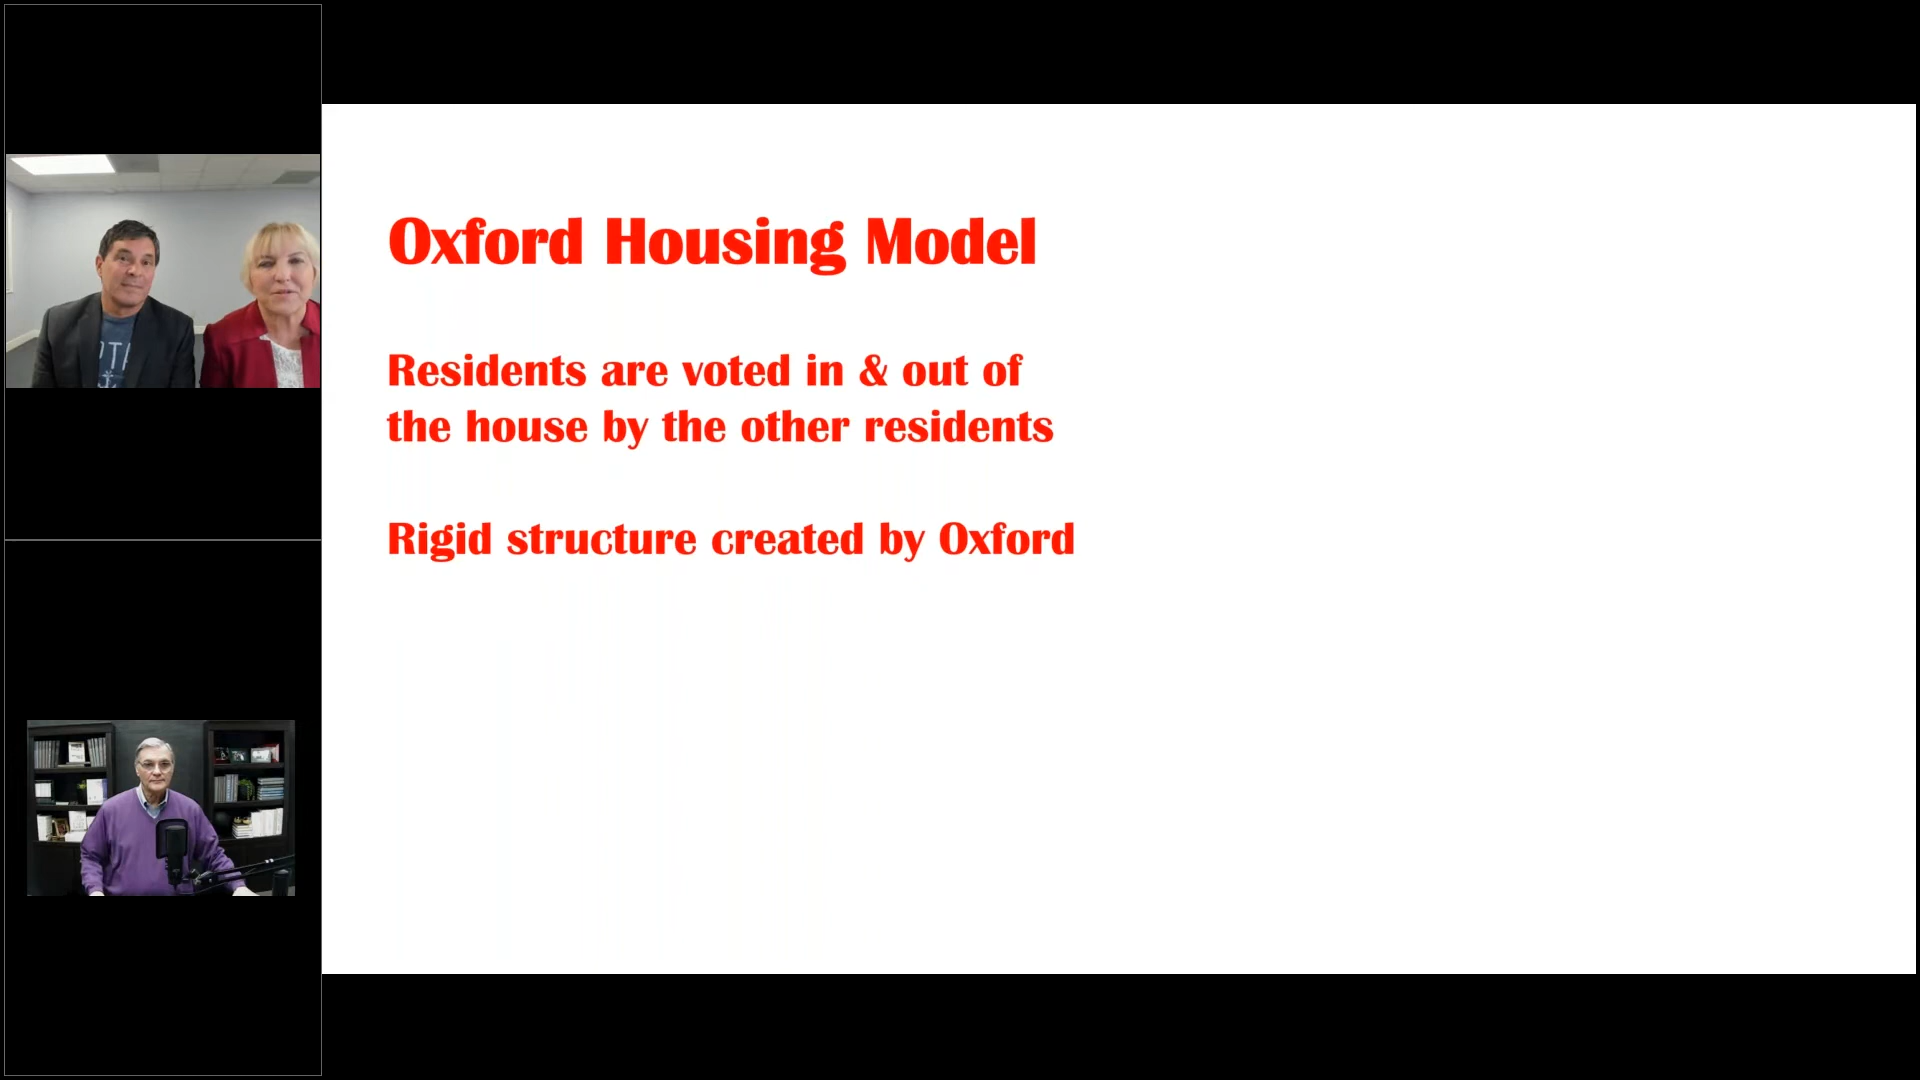 Oxford Housing Model
Residents are voted in & out of
the house by the other residents
Rigid structure created by Oxford